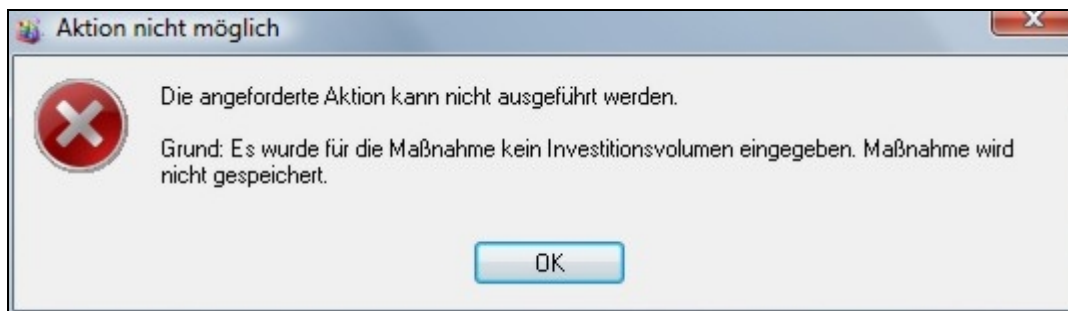 Aktion nicht möglich
Die angeforderte Aktion kann nicht ausgeführt werden.
Grund: Es wurde für die Maßnahme kein Investitionsvolumen eingegeben. Maßnahme wird
nicht gespeichert.
OK